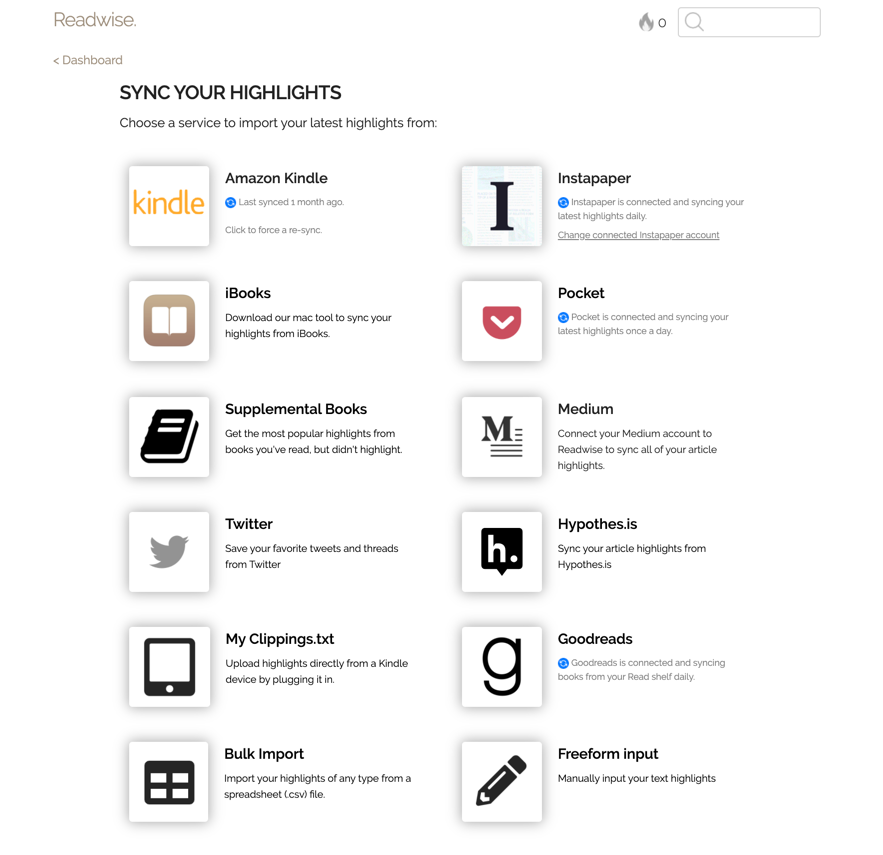 Readwise.
0
< Dashboard
SYNC YOUR HIGHLIGHTS
Choose a service to import your latest highlights from:
kindle
Amazon Kindle
Last synced 1 month ago.
Click to force a re-sync.
I
Instapaper
Instapaper is connected and syncing your
latest highlights daily.
Change connected Instapaper account
iBooks
Download our mac tool to sync your
highlights from iBooks.
Pocket
Pocket is connected and syncing your
latest highlights once a day.
Supplemental Books
Get the most popular highlights from
books you've read, but didn't highlight.
M
Medium
Connect your Medium account to
Readwise to sync all of your article
highlights.
Twitter
Save your favorite tweets and threads
from Twitter
h.
Hypothes.is
Sync your article highlights from
Hypothes.is
My Clippings.txt
Upload highlights directly from a Kindle
device by plugging it in.
g
Goodreads
Goodreads is connected and syncing
books from your Read shelf daily.
Bulk Import
Import your highlights of any type from a
spreadsheet (.csv) file.
Freeform input
Manually input your text highlights